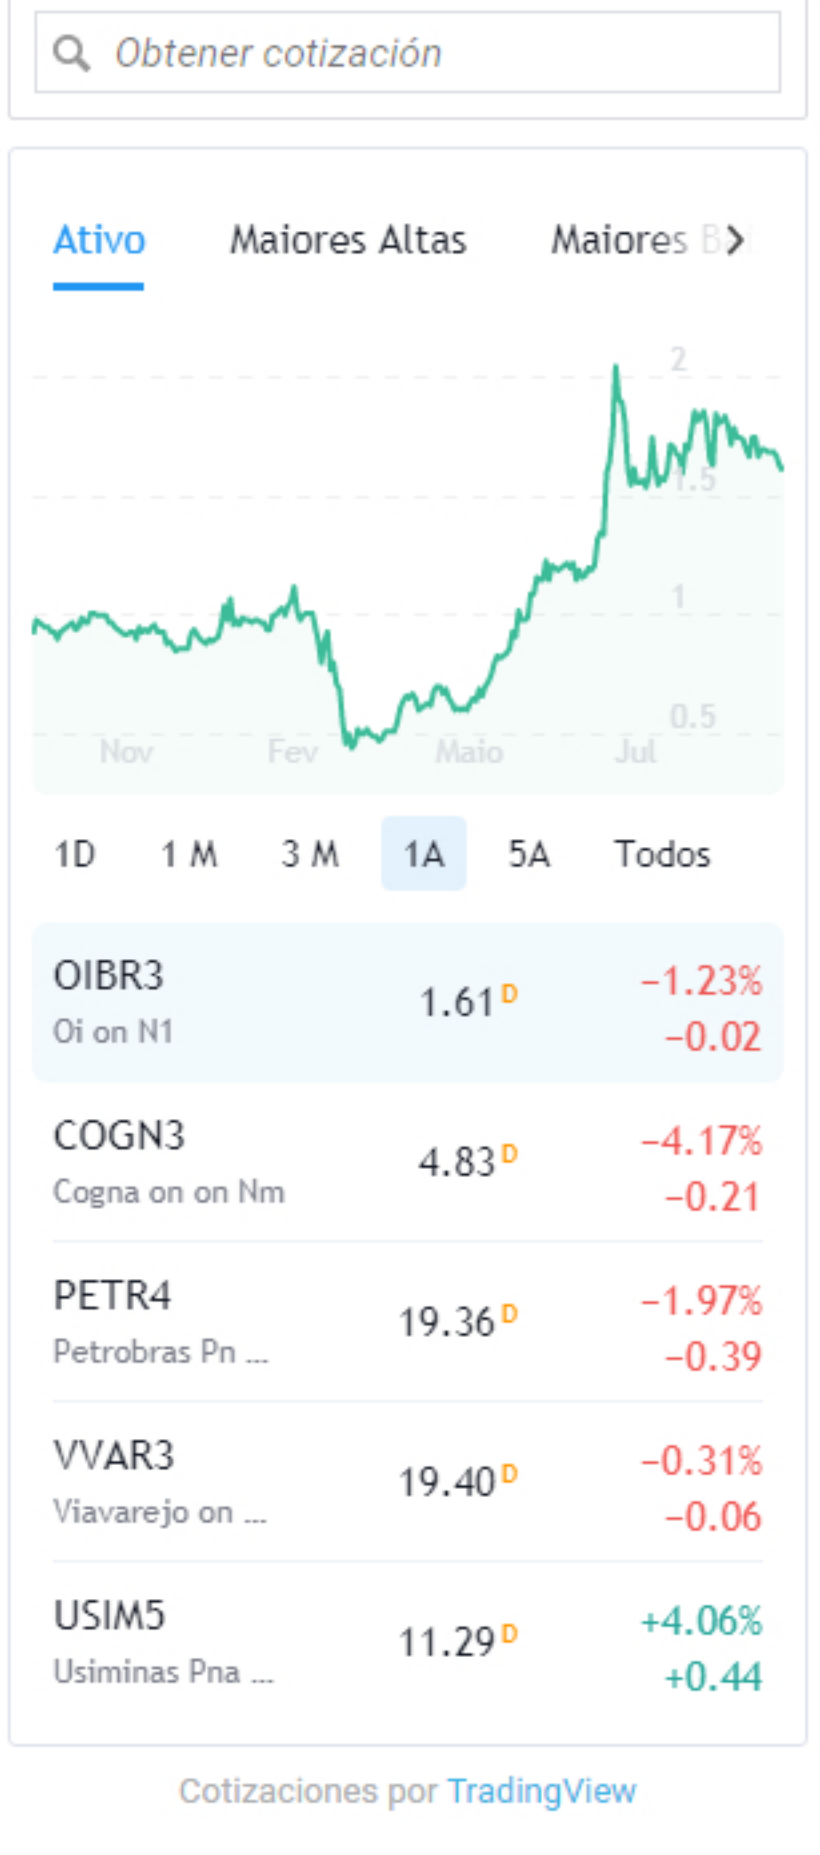 Obtener cotización
Ativo Maiores Altas Maiores
2
1.5
1
0.5
Nov Fev Maio Jul
1D 1 M 3 M 1A 5A Todos
OIBR3 1.61 D −1.23%
Oi on N1 −0.02
COGN3 4.83 D −4.17%
Cogna on on Nm −0.21
PETR4 19.36 D −1.97%
Petrobras Pn ... −0.39
VVAR3 19.40 D −0.31%
Viavarejo on ... −0.06
USIM5 11.29 D +4.06%
Usiminas Pna ... +0.44
Cotizaciones por TradingView